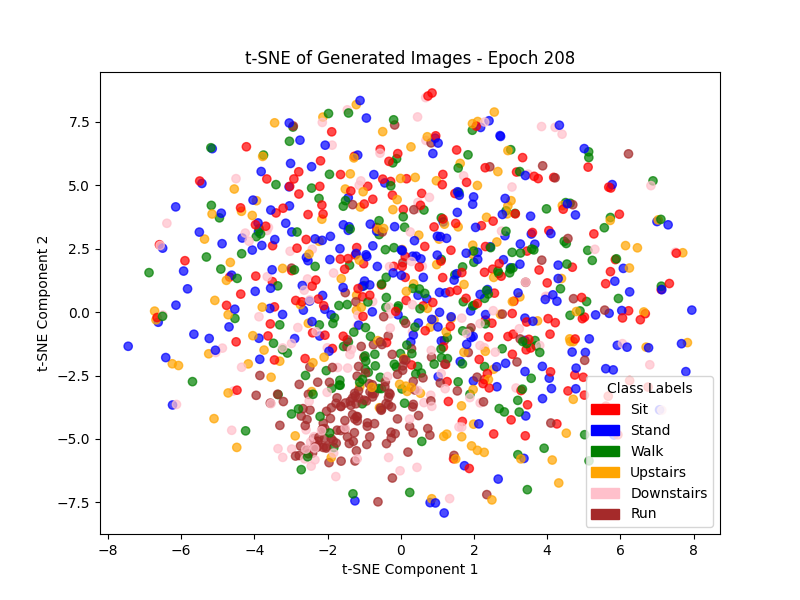 t-SNE of Generated Images - Epoch 208
t-SNE Component 2
7.5
5.0
2.5
0.0
−2.5
−5.0
−7.5
Class Labels
Sit
Stand
Walk
Upstairs
Downstairs
Run
−8
−6
−4
−2
0
2
4
6
8
t-SNE Component 1